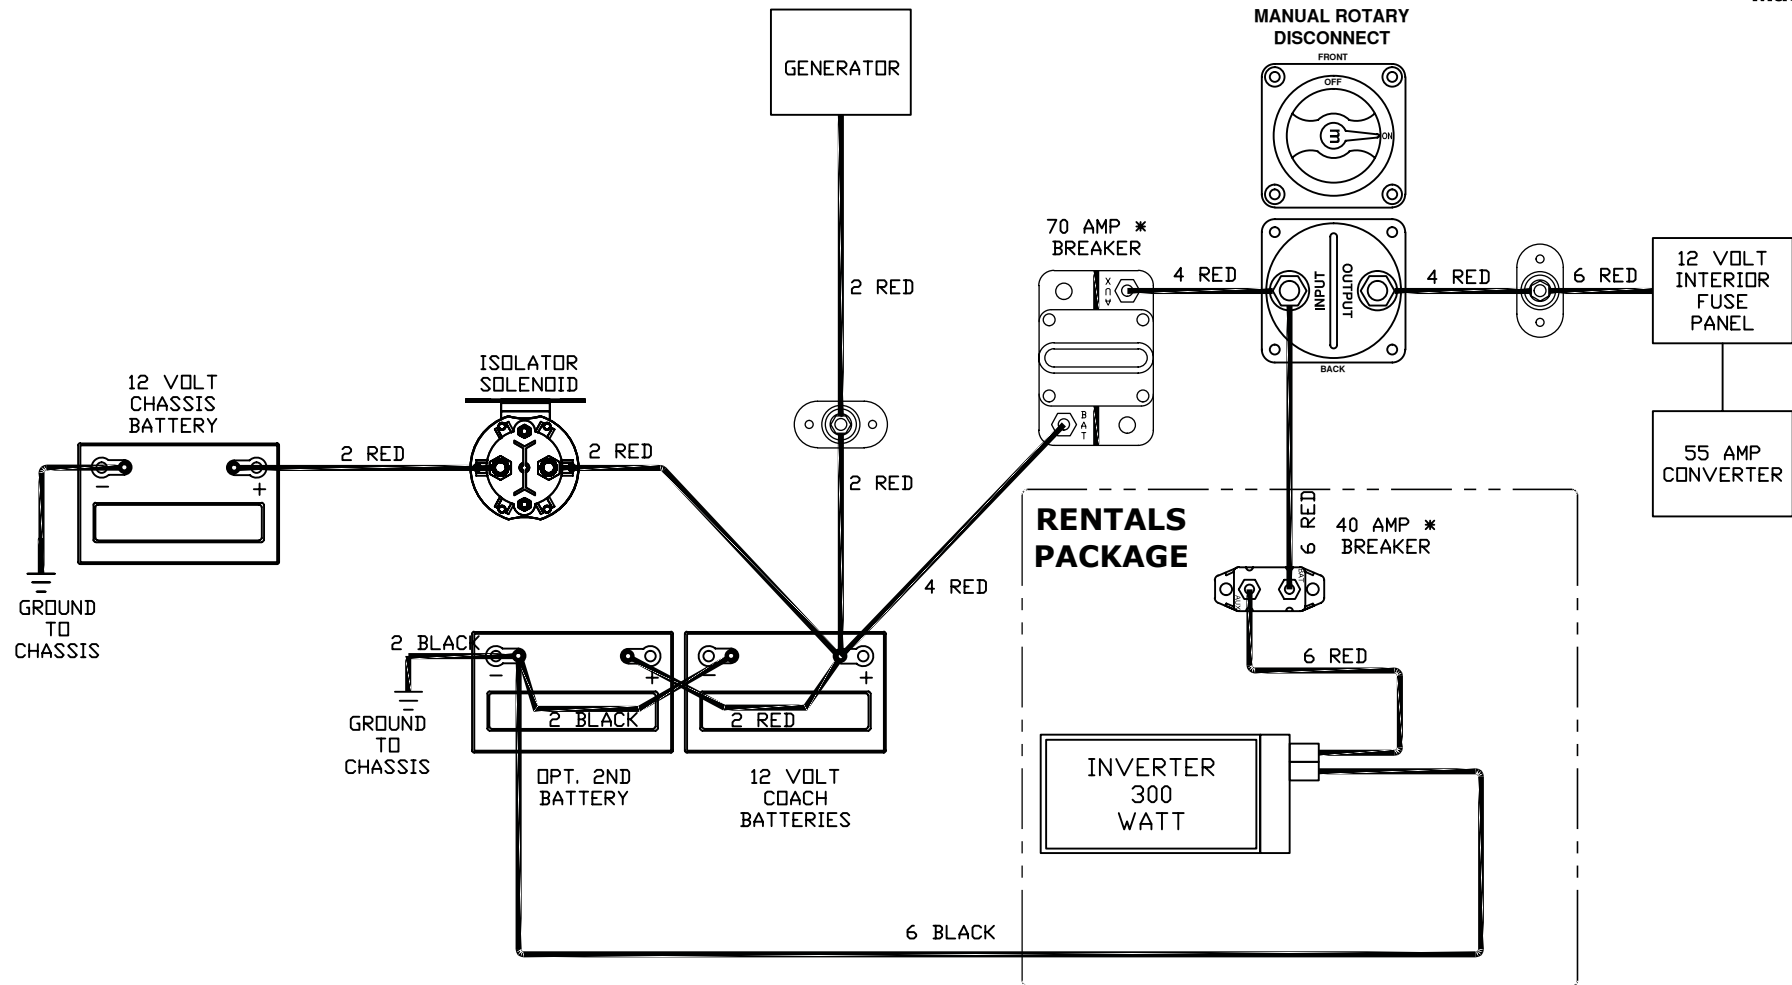 MANUAL ROTARY
DISCONNECT
FRONT
OFF
ON
m
GENERATOR
70 AMP *
BREAKER
AUX
BAT
4 RED
INPUT
OUTPUT
BACK
4 RED
6 RED
12 VOLT
INTERIOR
FUSE
PANEL
55 AMP
CONVERTER
2 RED
2 RED
ISOLATOR
SOLENOID
12 VOLT
CHASSIS
BATTERY
2 RED
2 RED
-
+
GROUND
TO
CHASSIS
4 RED
RENTALS
PACKAGE
6 RED
40 AMP *
BREAKER
AUX
BAT
6 RED
2 BLACK
-
+
-
+
2 BLACK
2 RED
GROUND
TO
CHASSIS
OPT. 2ND
BATTERY
12 VOLT
COACH
BATTERIES
INVERTER
300
WATT
6 BLACK